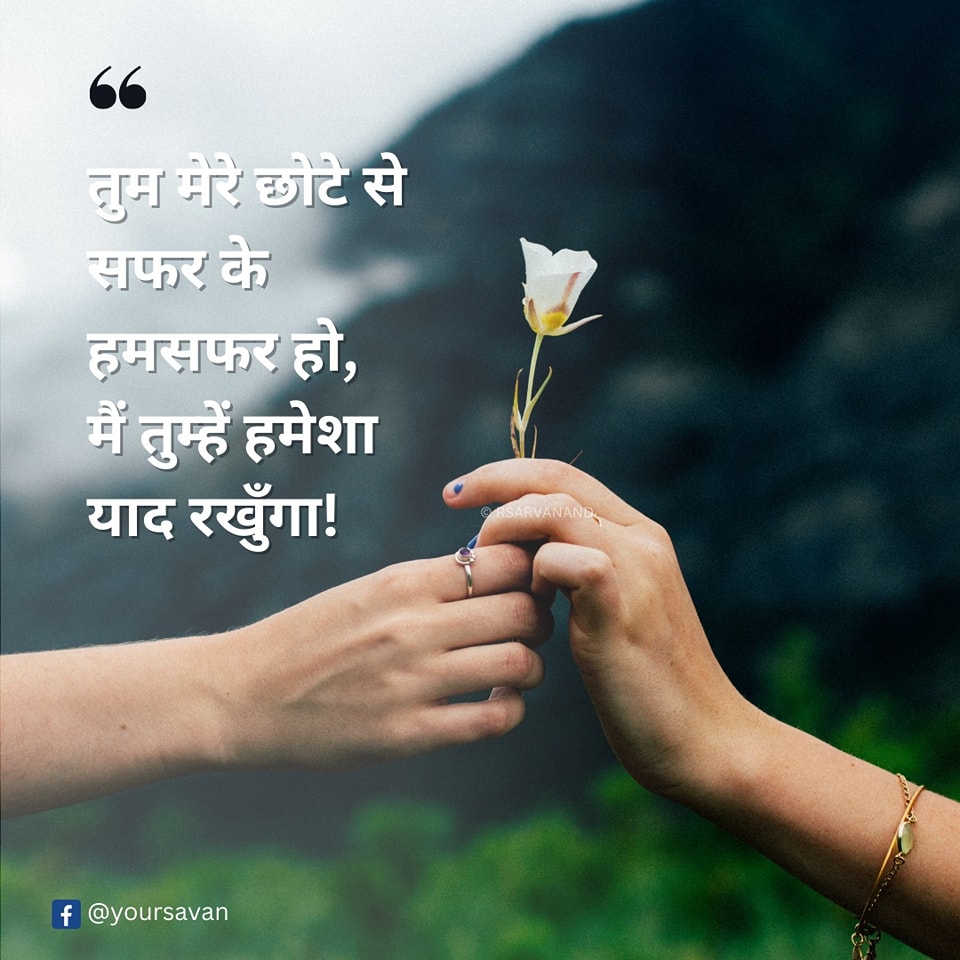 ❝
तुम मेरे छोटे से
सफर के
हमसफर हो,
मैं तुम्हें हमेशा
याद रखुँगा!
© RSARVANAND
@yoursavan